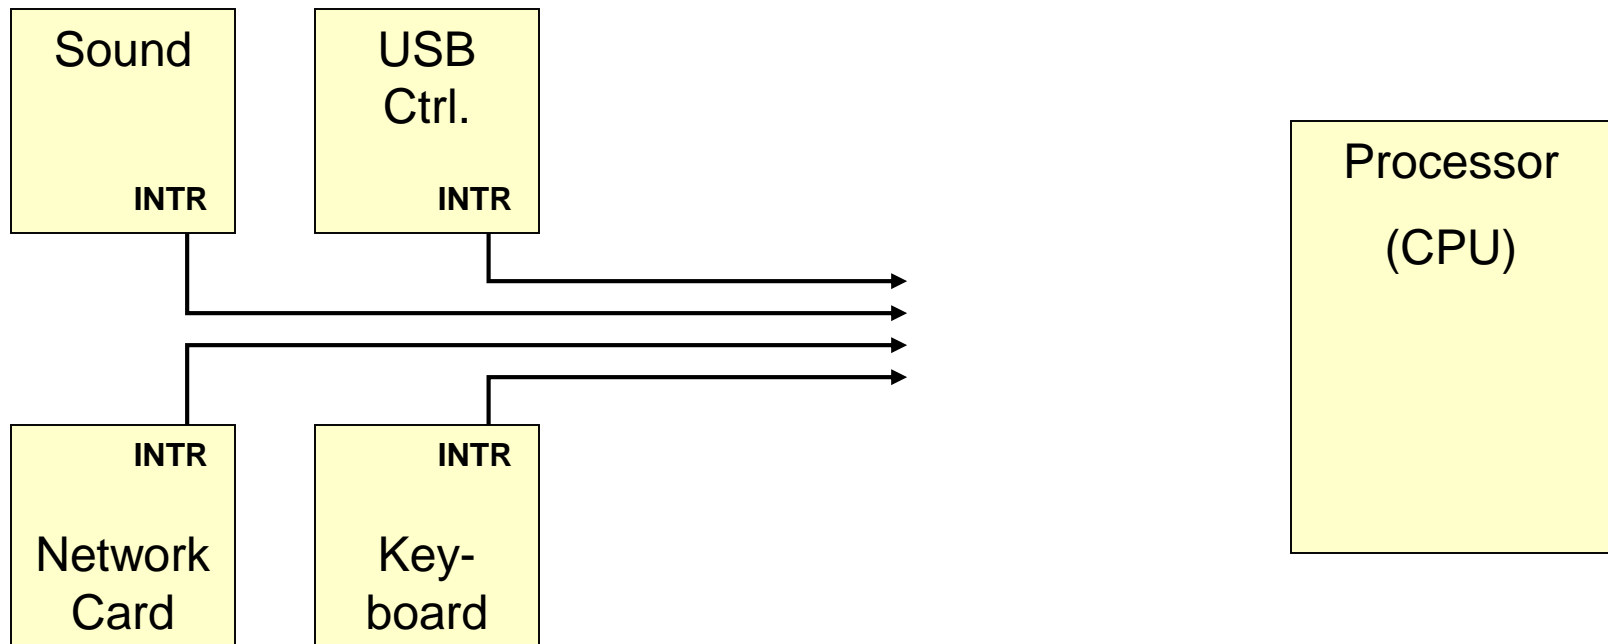 Sound
INTR
USB
Ctrl.
INTR
Processor
(CPU)
INTR
Network
Card
INTR
Key-
board